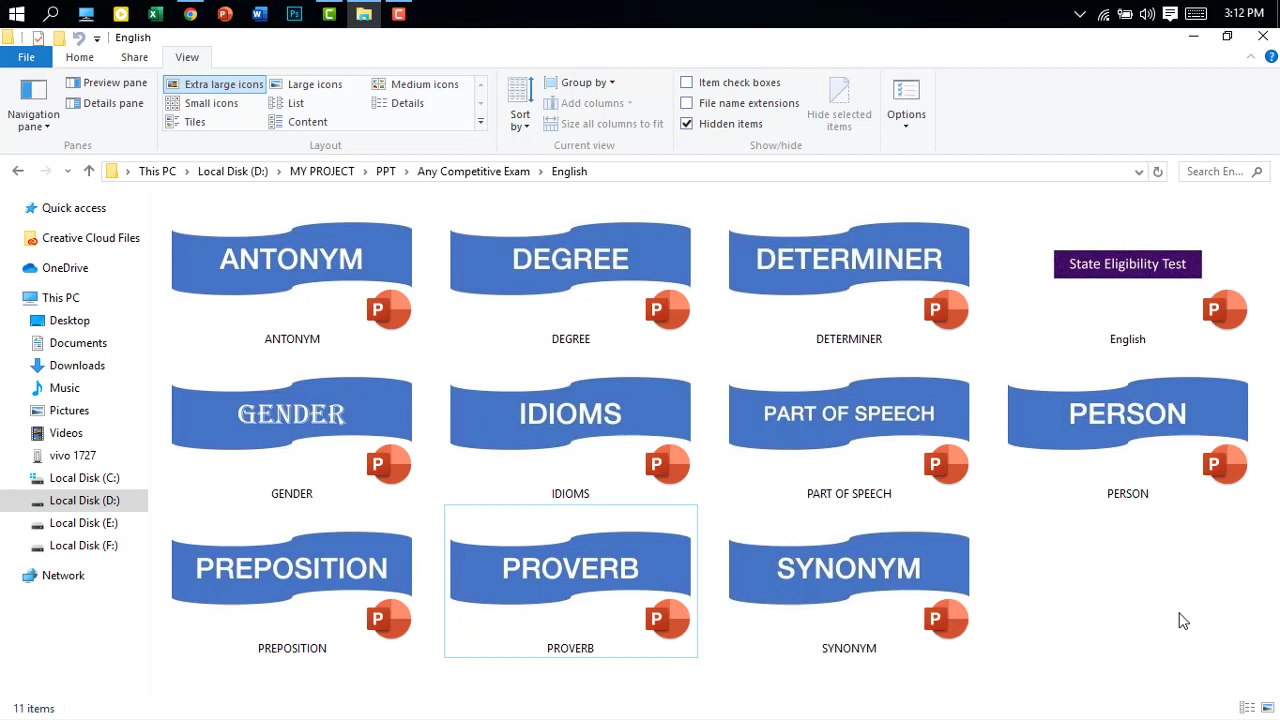 3:12 PM
English
File Home Share View
Preview pane
Details pane
Navigation pane
Panes
Extra large icons Large icons Medium icons
Small icons List Details
Tiles Content
Layout
Sort by
Group by
Add columns
Size all columns to fit
Current view
Item check boxes
File name extensions
Hidden items
Hide selected items
Show/hide
Options
This PC Local Disk (D:) MY PROJECT PPT Any Competitive Exam English
Search En...
Quick access
Creative Cloud Files
OneDrive
This PC
Desktop
Documents
Downloads
Music
Pictures
Videos
vivo 1727
Local Disk (C:)
Local Disk (D:)
Local Disk (E:)
Local Disk (F:)
Network
ANTONYM DEGREE DETERMINER State Eligibility Test
P P P P
ANTONYM DEGREE DETERMINER English
GENDER IDIOMS PART OF SPEECH PERSON
P P P P
GENDER IDIOMS PART OF SPEECH PERSON
PREPOSITION PROVERB SYNONYM
P P P
PREPOSITION PROVERB SYNONYM
11 items